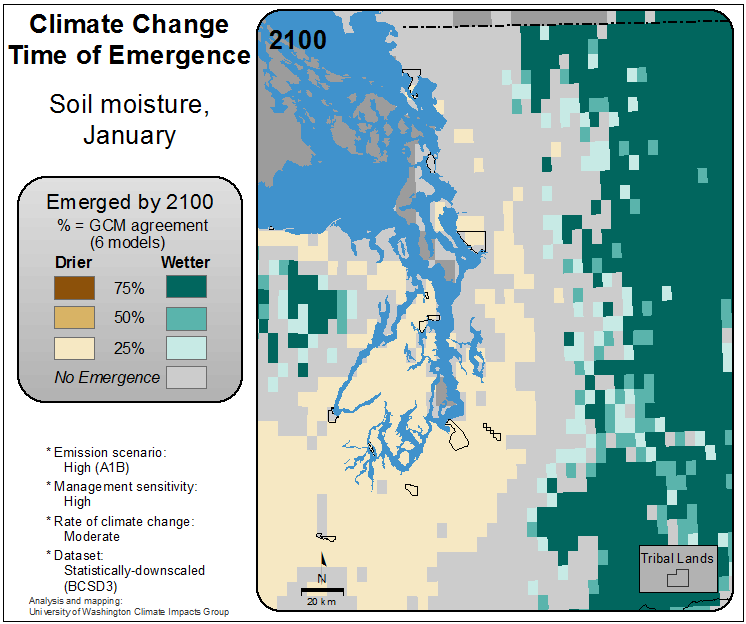 Climate Change
Time of Emergence
Soil moisture,
January
Emerged by 2100
% = GCM agreement
(6 models)
Drier Wetter
75%
50%
25%
No Emergence
* Emission scenario:
High (A1B)
* Management sensitivity:
High
* Rate of climate change:
Moderate
* Dataset:
Statistically-downscaled
(BCSD3)
Analysis and mapping:
University of Washington Climate Impacts Group
2100
N
20 km
Tribal Lands